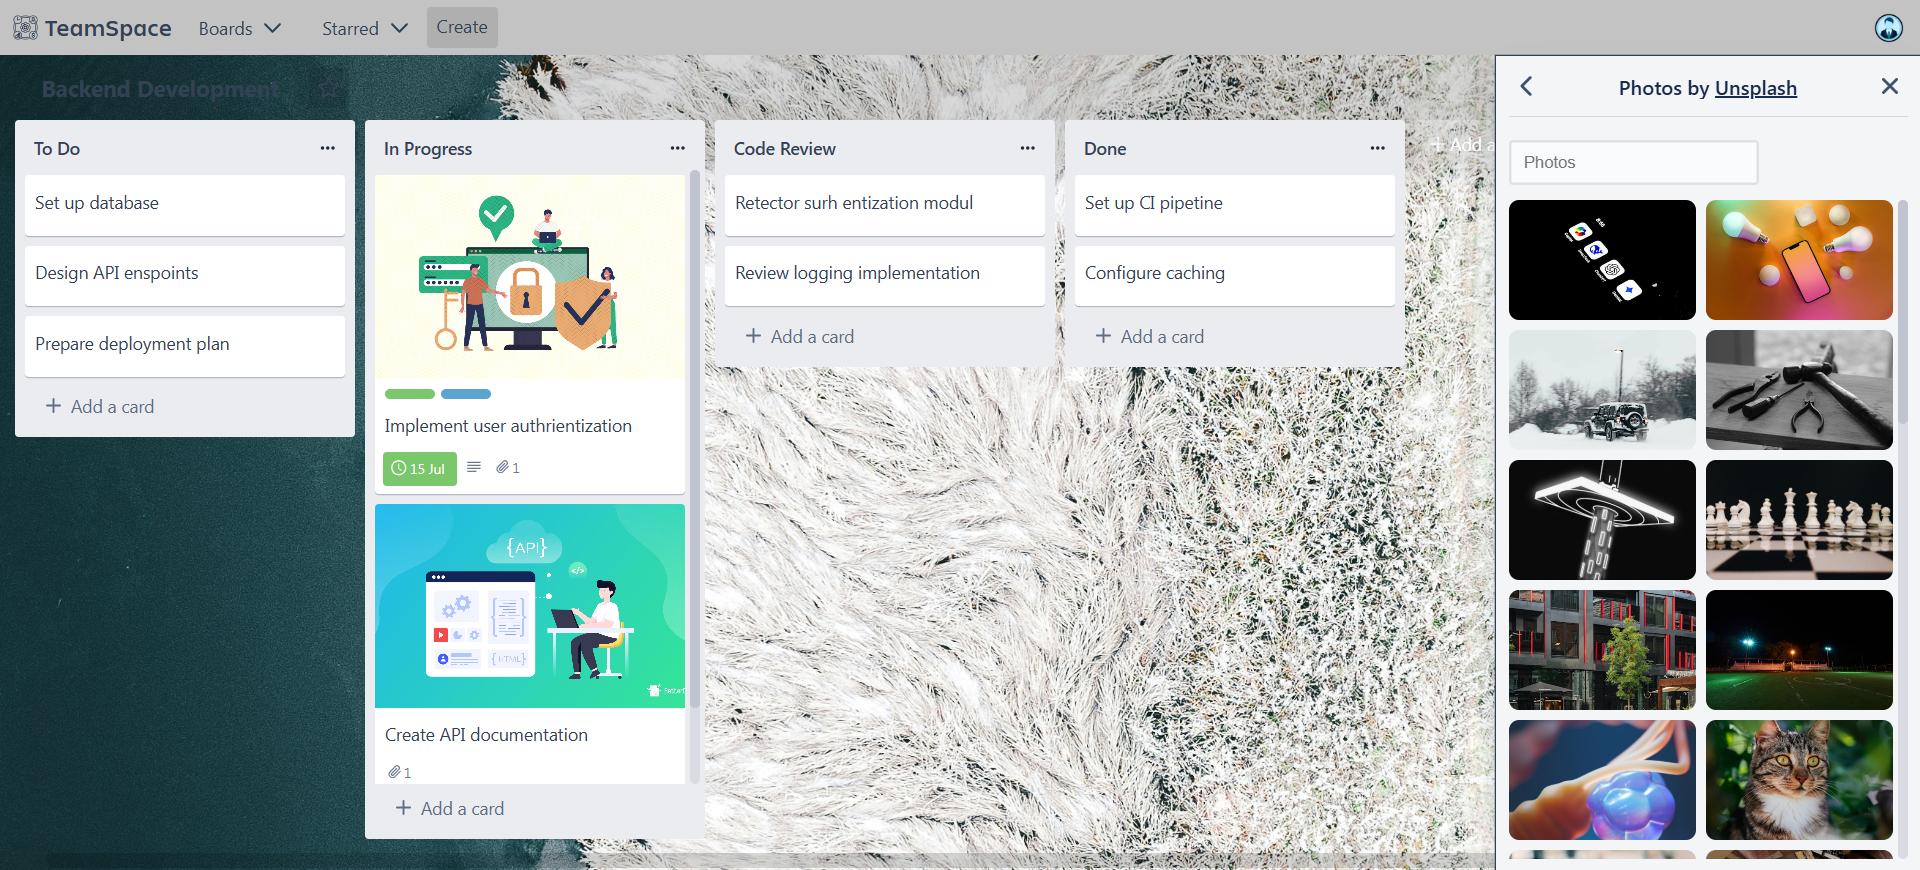 TeamSpace
Boards
Starred
Create
Backend Development
To Do
Set up database
Design API enspoints
Prepare deployment plan
Add a card
In Progress
Implement user authrientization
15 Jul
1
{API}
</>
{HTML}
Create API documentation
1
Add a card
Code Review
Retector surh entization modul
Review logging implementation
Add a card
Done
Set up CI pipetine
Configure caching
Add a card
Add a
Photos by Unsplash
Photos